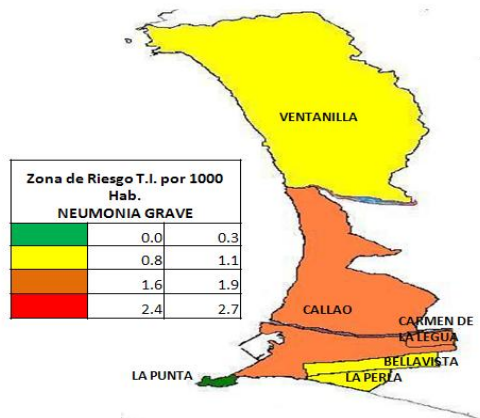 VENTANILLA
Zona de Riesgo T.I. por 1000
Hab.
NEUMONIA GRAVE
0.0 0.3
0.8 1.1
1.6 1.9
2.4 2.7
CALLAO
CARMEN DE
LA LEGUA
BELLAVISTA
LA PERLA
LA PUNTA